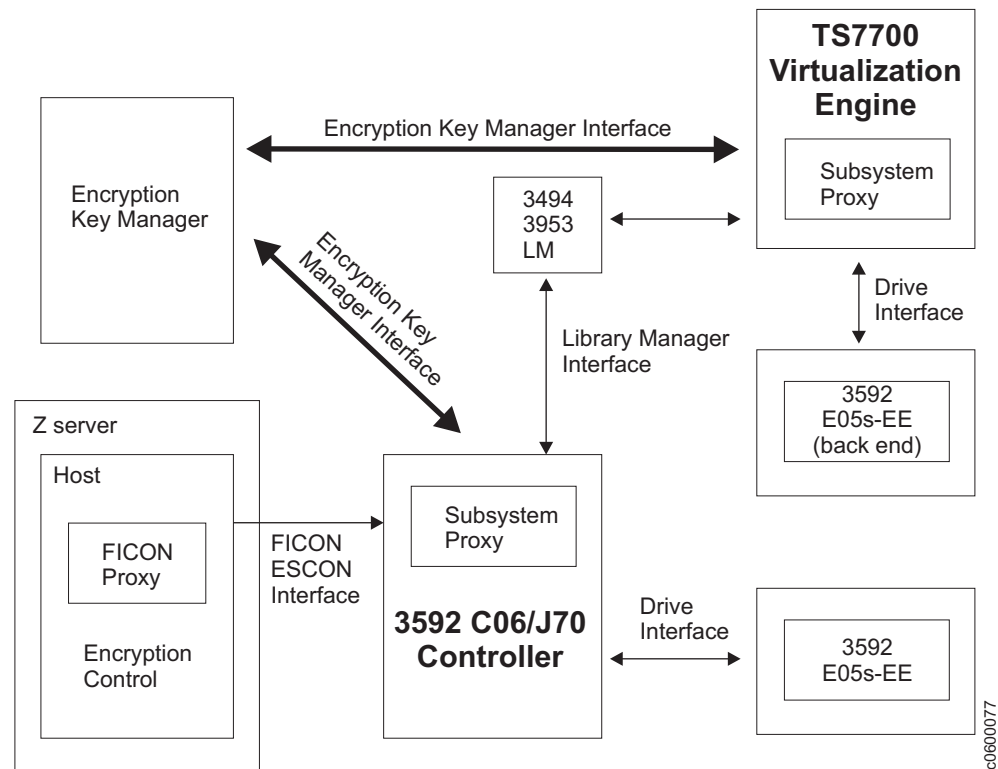 TS7700
Virtualization
Engine
Subsystem
Proxy
Encryption Key Manager Interface
Encryption
Key Manager
3494
3953
LM
Encryption Key
Manager Interface
Drive
Interface
Library Manager
Interface
3592
E05s-EE
(back end)
Z server
Host
FICON
Proxy
Encryption
Control
FICON
ESCON
Interface
Subsystem
Proxy
3592 C06/J70
Controller
Drive
Interface
3592
E05s-EE
c0600077